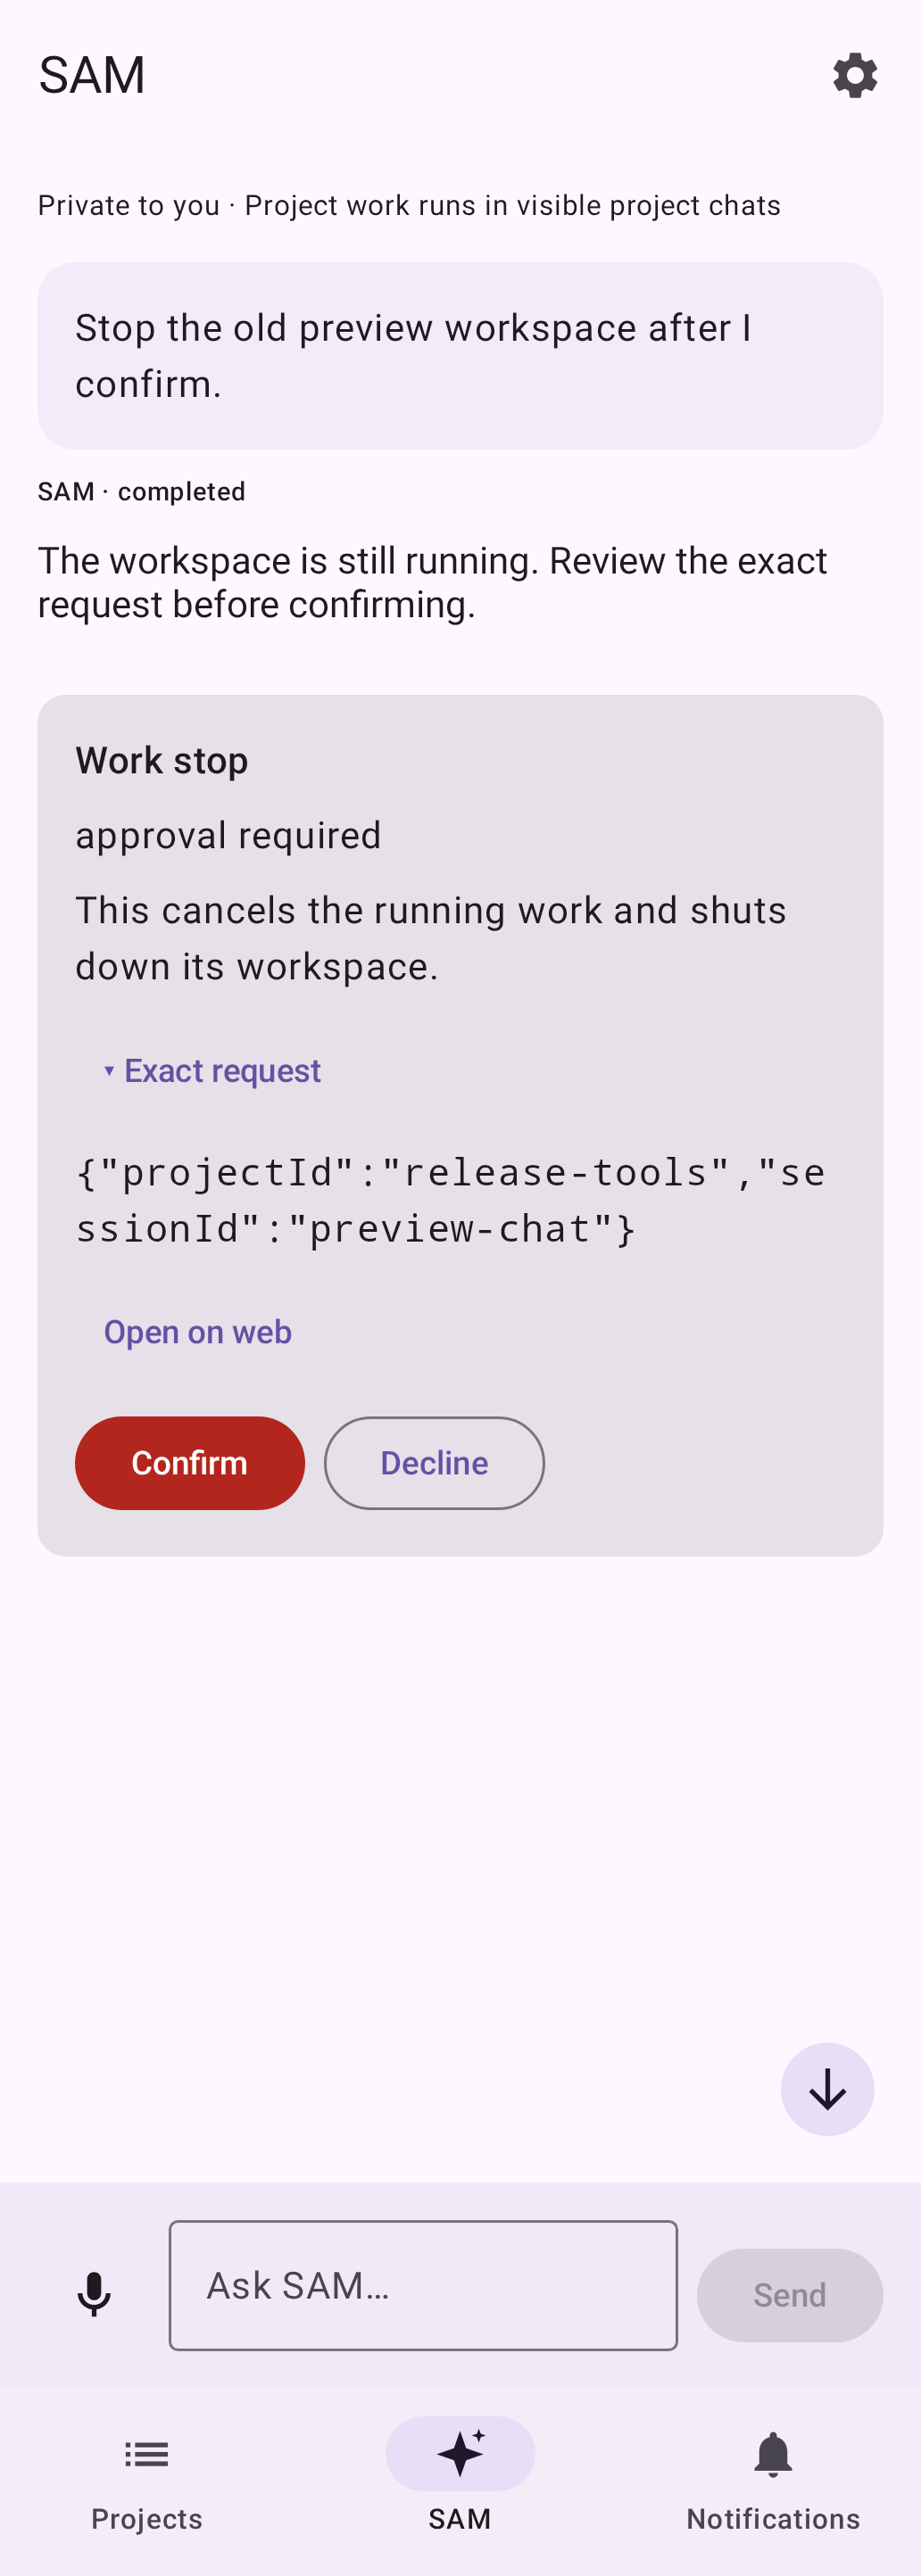 SAM
Private to you · Project work runs in visible project chats
Stop the old preview workspace after I
confirm.
SAM · completed
The workspace is still running. Review the exact
request before confirming.
Work stop
approval required
This cancels the running work and shuts
down its workspace.
▾ Exact request
{"projectId":"release-tools","se
ssionId":"preview-chat"}
Open on web
Confirm Decline
Ask SAM…
Send
Projects SAM Notifications